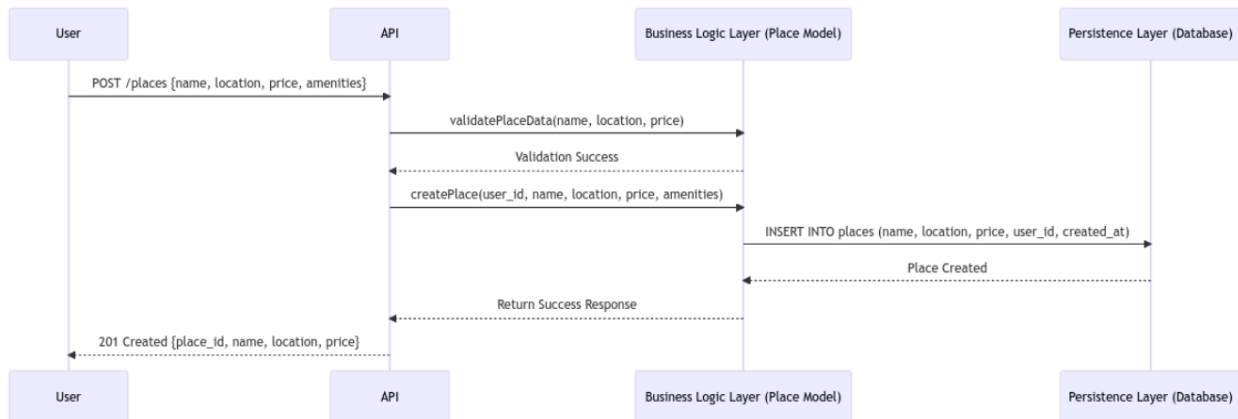 User
API
Business Logic Layer (Place Model)
Persistence Layer (Database)
POST /places {name, location, price, amenities}
validatePlaceData(name, location, price)
Validation Success
createPlace(user_id, name, location, price, amenities)
INSERT INTO places (name, location, price, user_id, created_at)
Place Created
Return Success Response
201 Created {place_id, name, location, price}
User
API
Business Logic Layer (Place Model)
Persistence Layer (Database)